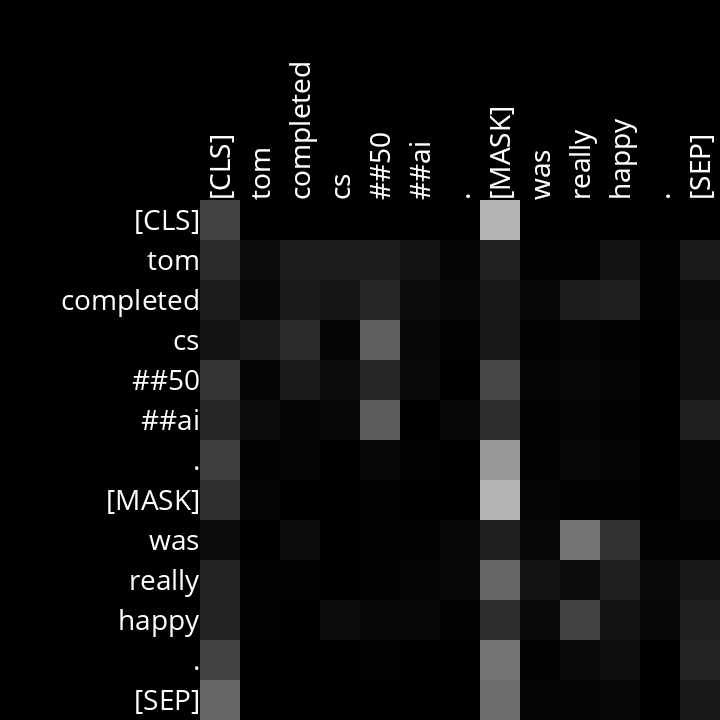 [CLS] tom completed cs ##50 ##ai . [MASK] was really happy . [SEP]
[CLS]
tom
completed
cs
##50
##ai
.
[MASK]
was
really
happy
.
[SEP]